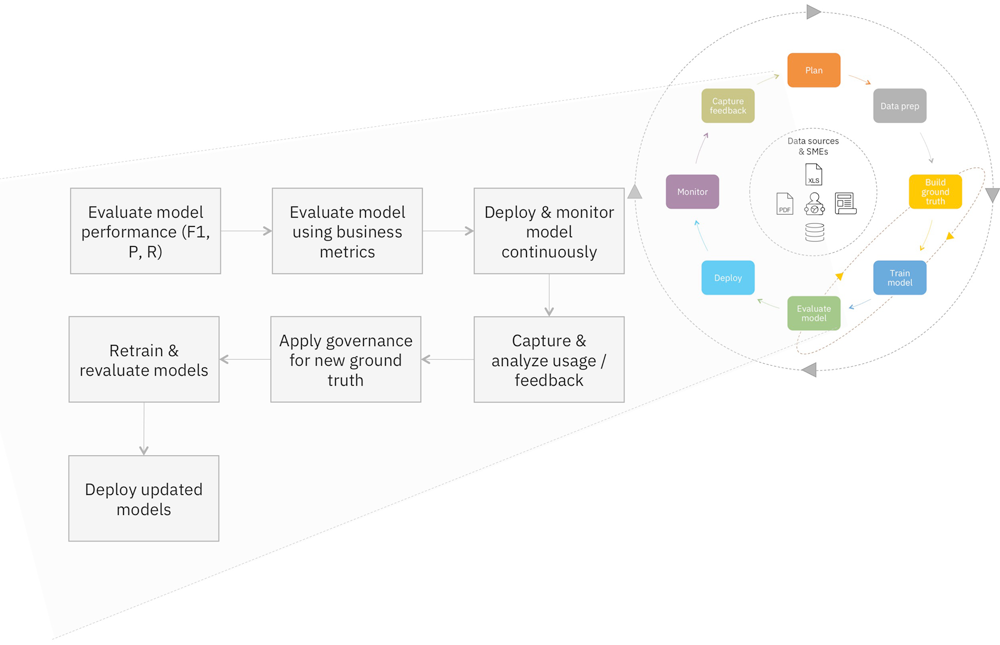 Plan
Capture
feedback
Data prep
Data sources
& SMEs
XLS
PDF
Monitor
Build
ground
truth
Deploy
Train
model
Evaluate
model
Evaluate model
performance (F1,
P, R)
Evaluate model
using business
metrics
Deploy & monitor
model
continuously
Retrain &
revaluate models
Apply governance
for new ground
truth
Capture &
analyze usage /
feedback
Deploy updated
models